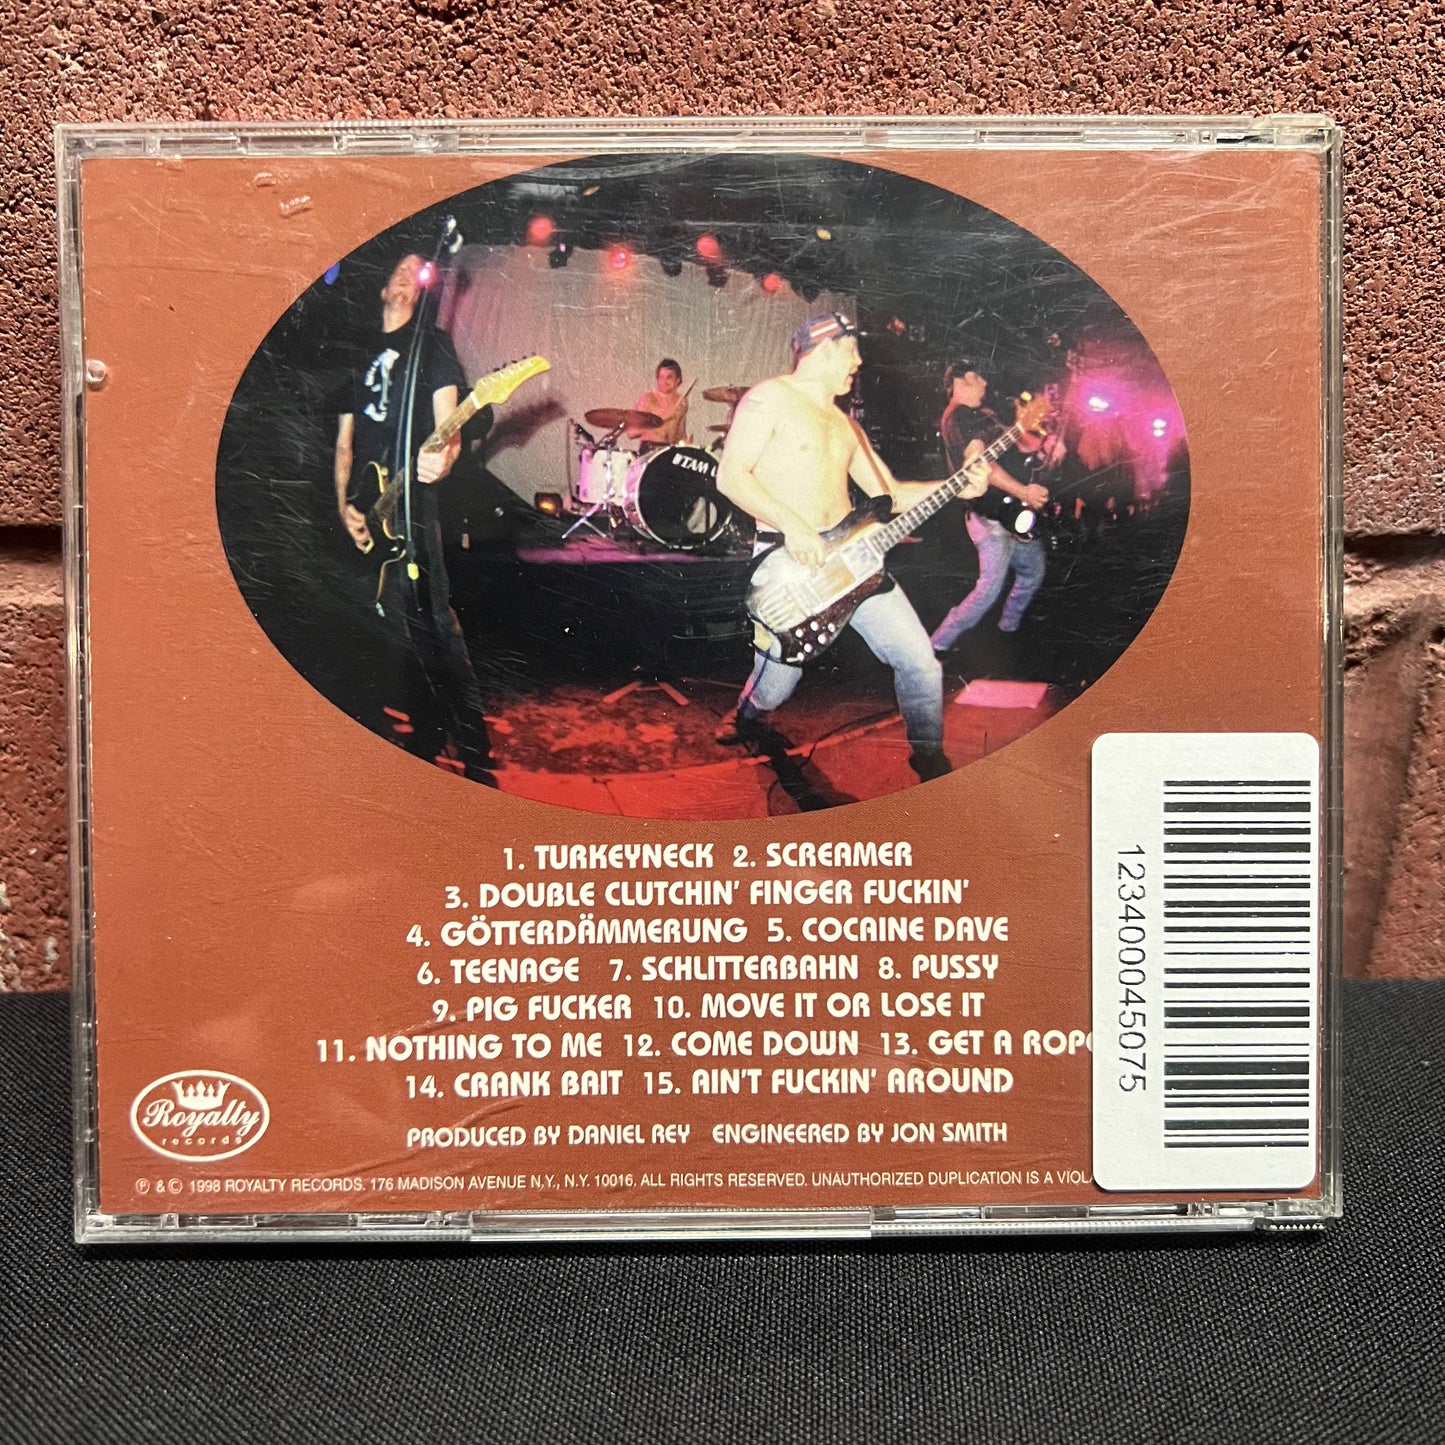 TAMA
1. TURKEYNECK 2. SCREAMER
3. DOUBLE CLUTCHIN' FINGER FUCKIN'
4. GÖTTERDÄMMERUNG 5. COCAINE DAVE
6. TEENAGE 7. SCHLITTERBAHN 8. PUSSY
9. PIG FUCKER 10. MOVE IT OR LOSE IT
11. NOTHING TO ME 12. COME DOWN 13. GET A ROPE
14. CRANK BAIT 15. AIN'T FUCKIN' AROUND
Royalty
records
PRODUCED BY DANIEL REY ENGINEERED BY JON SMITH
℗ & © 1998 ROYALTY RECORDS. 176 MADISON AVENUE N.Y., N.Y. 10016. ALL RIGHTS RESERVED. UNAUTHORIZED DUPLICATION IS A
123400045075